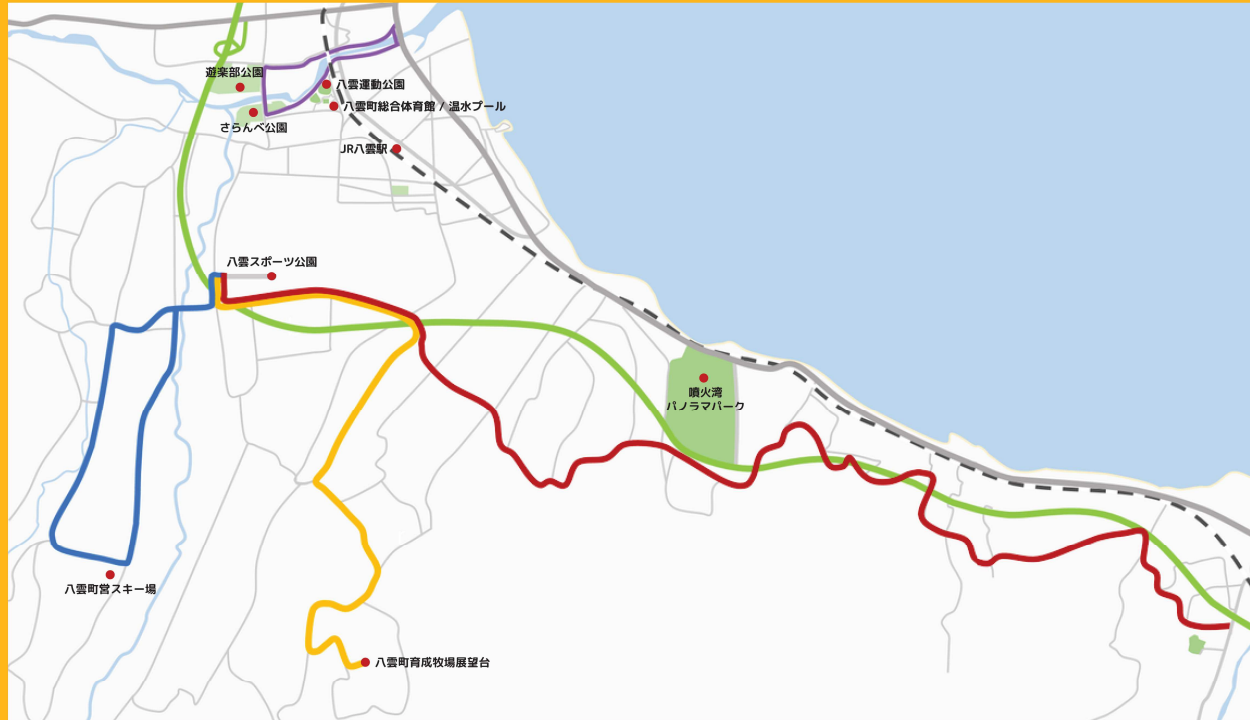 遊楽部公園
八雲運動公園
八雲町総合体育館 / 温水プール
さらんべ公園
JR八雲駅
八雲スポーツ公園
噴火湾
パノラマパーク
八雲町営スキー場
八雲町育成牧場展望台